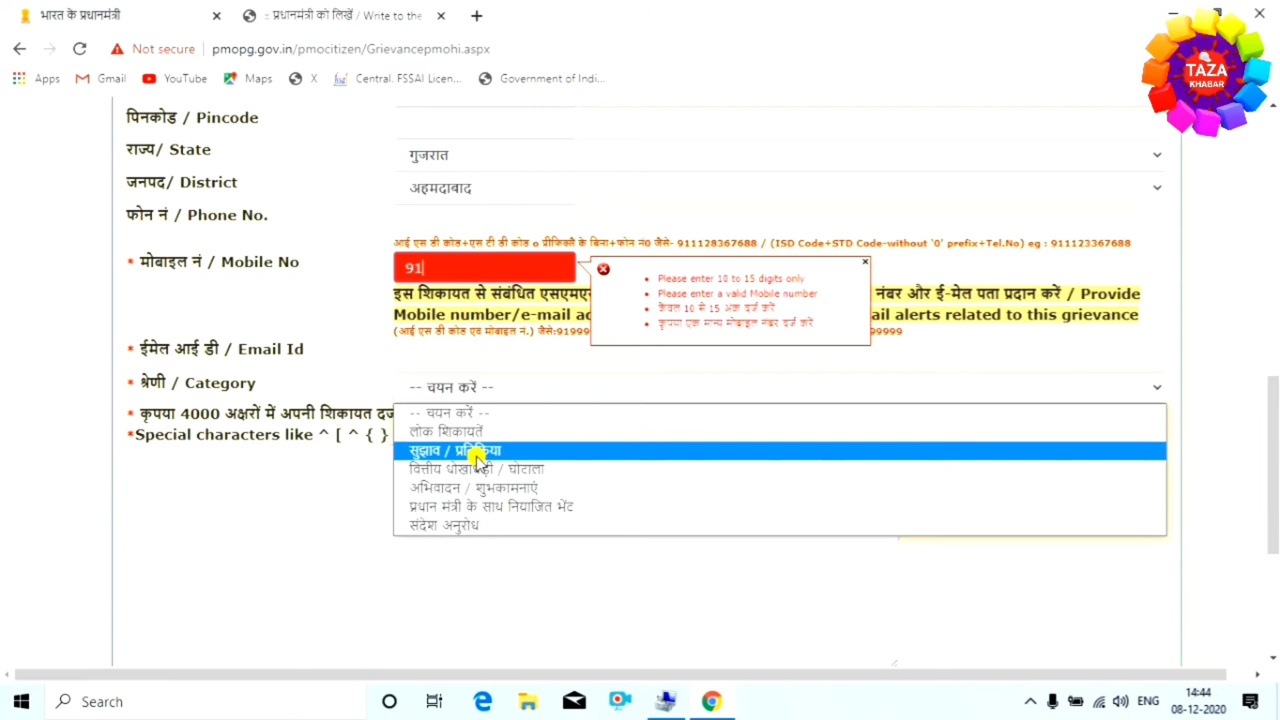 भारत के प्रधानमंत्री
:: प्रधानमंत्री को लिखें / Write to the
Not secure
pmopg.gov.in/pmocitizen/Grievancepmohi.aspx
Apps
Gmail
YouTube
Maps
X
Central. FSSAI Licen...
Government of Indi...
TAZA
KHABAR
पिनकोड / Pincode
राज्य/ State
गुजरात
जनपद/ District
अहमदाबाद
फोन नं / Phone No.
आई एस डी कोड+एस टी डी कोड o प्रीफिक्सै के बिना+फोन नं0 जैसे- 911128367688 / (ISD Code+STD Code-without '0' prefix+Tel.No) eg : 911123367688
* मोबाइल नं / Mobile No
91
Please enter 10 to 15 digits only
Please enter a valid Mobile number
केवल 10 से 15 अंक दर्ज करें
कृपया एक मान्य मोबाइल नंबर दर्ज करें
इस शिकायत से संबंधित एसएमए
नंबर और ई-मेल पता प्रदान करें / Provide
Mobile number/e-mail a
ail alerts related to this grievance
(आई एस डी कोड एव मोबाइल न.) जैसे:91999
9999
* ईमेल आई डी / Email Id
* श्रेणी / Category
-- चयन करें --
* कृपया 4000 अक्षरों में अपनी शिकायत दर्ज
*Special characters like ^ [ ^ { }
-- चयन करें --
लोक शिकायतें
सुझाव / प्रतिक्रिया
वित्तीय धोखाधड़ी / घोटाला
अभिवादन / शुभकामनाएं
प्रधान मंत्री के साथ नियाजित भेंट
संदेश अनुरोध
Search
ENG
14:44
08-12-2020